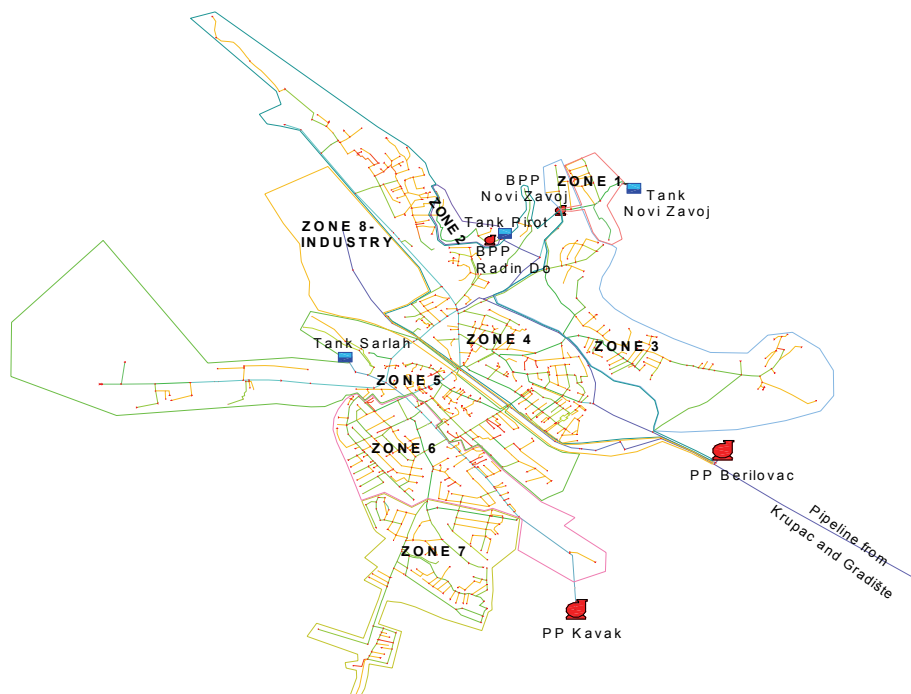 ZONE 1
BPP
Novi Zavoj
Tank
Novi Zavoj
ZONE 2
Tank Pirot
ZONE 8-
INDUSTRY
BPP
Radin Do
Tank Sarlah
ZONE 4
ZONE 3
ZONE 5
ZONE 6
PP Berilovac
Pipeline from
Krupac and Gradište
ZONE 7
PP Kavak